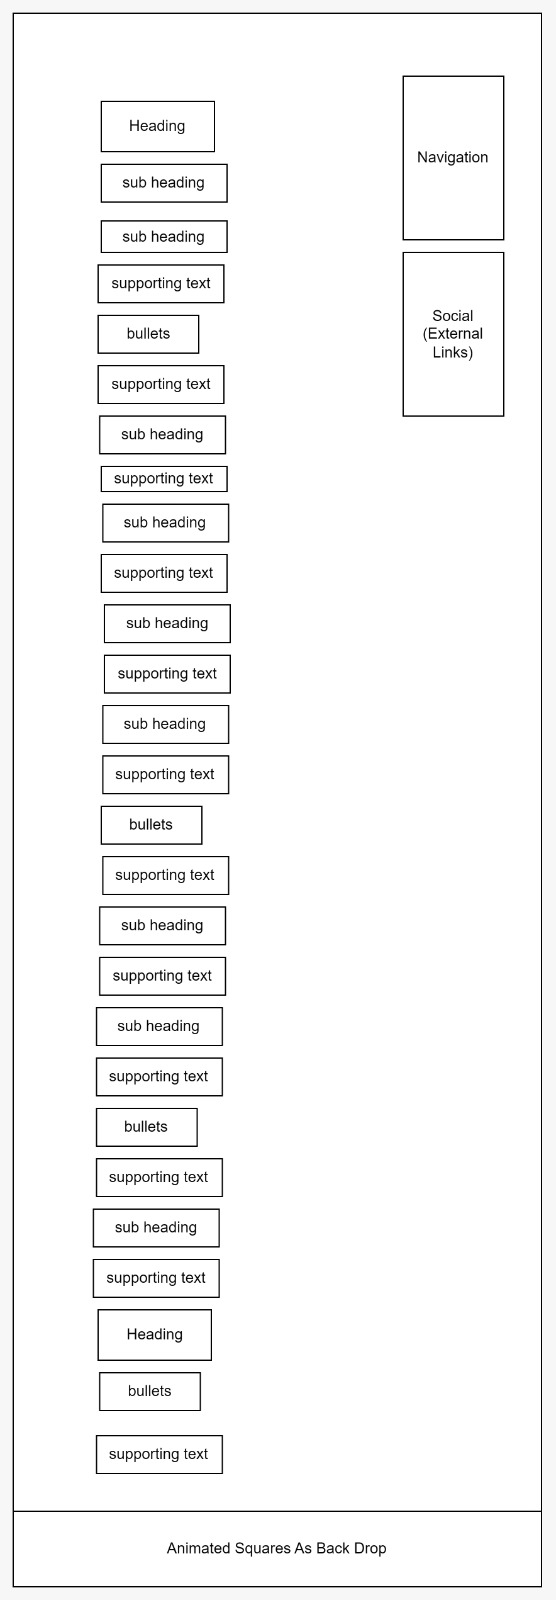 Heading
sub heading
sub heading
supporting text
bullets
supporting text
sub heading
supporting text
sub heading
supporting text
sub heading
supporting text
sub heading
supporting text
bullets
supporting text
sub heading
supporting text
sub heading
supporting text
bullets
supporting text
sub heading
supporting text
Heading
bullets
supporting text
Navigation
Social
(External
Links)
Animated Squares As Back Drop